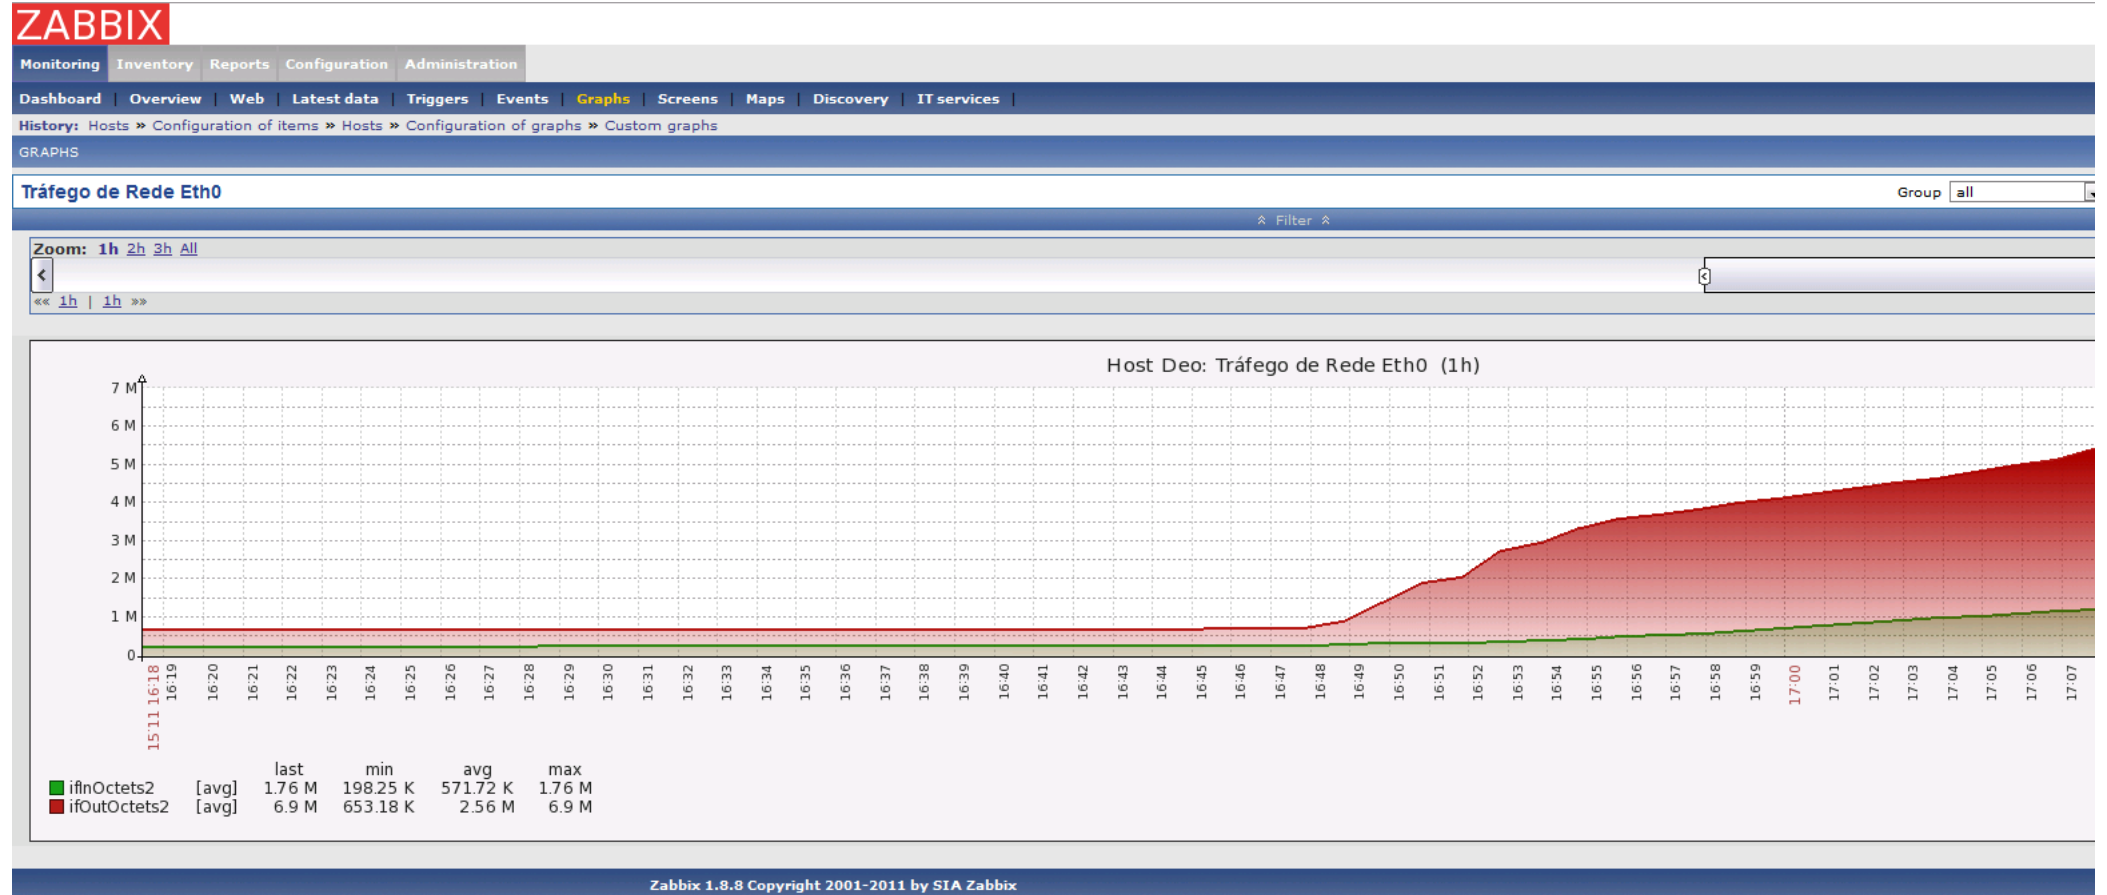 ZABBIX
Monitoring Inventory Reports Configuration Administration
Dashboard | Overview | Web | Latest data | Triggers | Events | Graphs | Screens | Maps | Discovery | IT services |
History: Hosts » Configuration of items » Hosts » Configuration of graphs » Custom graphs
GRAPHS
Tráfego de Rede Eth0 Group all
Filter
Zoom: 1h 2h 3h All
«« 1h | 1h »»
Host Deo: Tráfego de Rede Eth0 (1h)
7 M
6 M
5 M
4 M
3 M
2 M
1 M
0
15.11 16:18 16:19 16:20 16:21 16:22 16:23 16:24 16:25 16:26 16:27 16:28 16:29 16:30 16:31 16:32 16:33 16:34 16:35 16:36 16:37 16:38 16:39 16:40 16:41 16:42 16:43 16:44 16:45 16:46 16:47 16:48 16:49 16:50 16:51 16:52 16:53 16:54 16:55 16:56 16:57 16:58 16:59 17:00 17:01 17:02 17:03 17:04 17:05 17:06 17:07
last min avg max
ifInOctets2 [avg] 1.76 M 198.25 K 571.72 K 1.76 M
ifOutOctets2 [avg] 6.9 M 653.18 K 2.56 M 6.9 M
Zabbix 1.8.8 Copyright 2001-2011 by SIA Zabbix